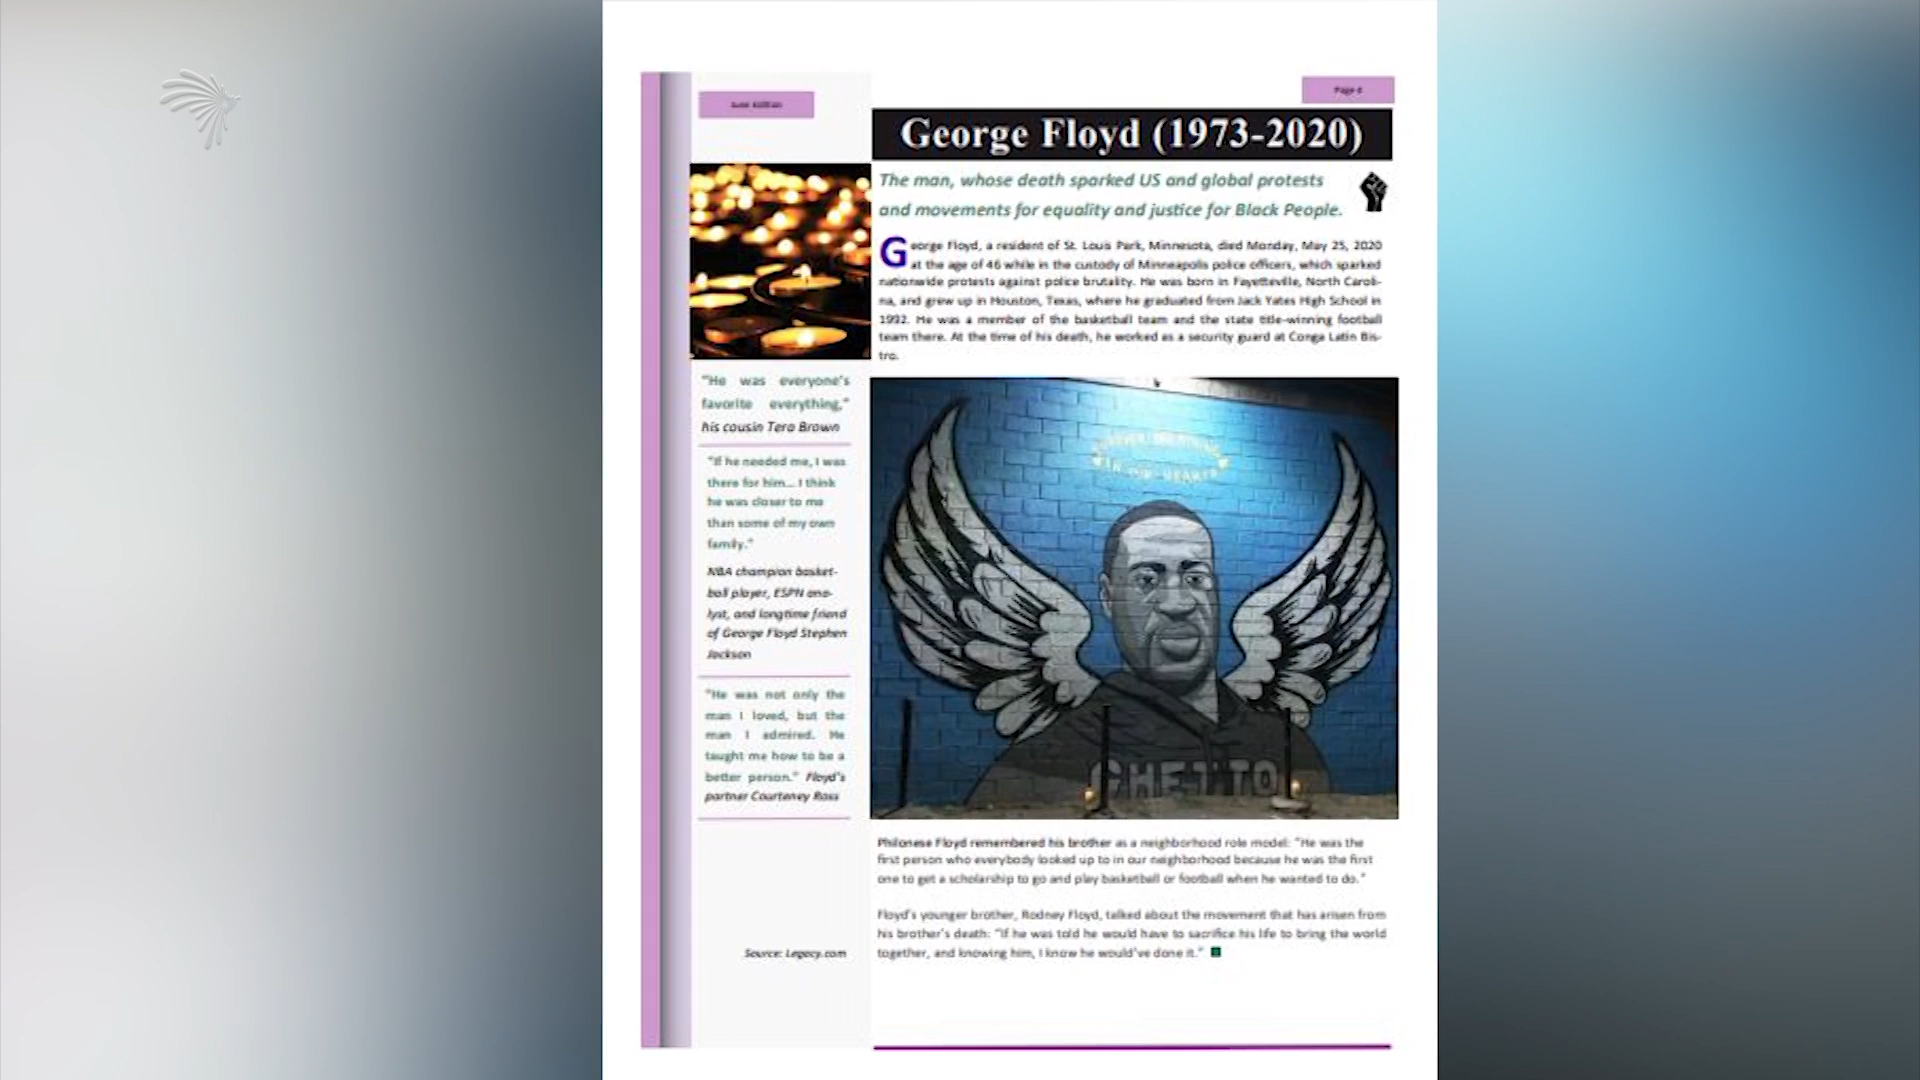 June Edition
Page 6
George Floyd (1973-2020)
The man, whose death sparked US and global protests
and movements for equality and justice for Black People.
George Floyd, a resident of St. Louis Park, Minnesota, died Monday, May 25, 2020
at the age of 46 while in the custody of Minneapolis police officers, which sparked
nationwide protests against police brutality. He was born in Fayetteville, North Caroli-
na, and grew up in Houston, Texas, where he graduated from Jack Yates High School in
1992. He was a member of the basketball team and the state title-winning football
team there. At the time of his death, he worked as a security guard at Conga Latin Bis-
tro.
"He was everyone's
favorite everything,"
his cousin Tera Brown
"If he needed me, I was
there for him... I think
he was closer to me
than some of my own
family."
NBA champion basket-
ball player, ESPN ana-
lyst, and longtime friend
of George Floyd Stephen
Jackson
"He was not only the
man I loved, but the
man I admired. He
taught me how to be a
better person." Floyd's
partner Courteney Ross
Source: Legacy.com
IN OUR HEARTS
GHETTO
Philonese Floyd remembered his brother as a neighborhood role model: "He was the
first person who everybody looked up to in our neighborhood because he was the first
one to get a scholarship to go and play basketball or football when he wanted to do."
Floyd's younger brother, Rodney Floyd, talked about the movement that has arisen from
his brother's death: "If he was told he would have to sacrifice his life to bring the world
together, and knowing him, I know he would've done it."